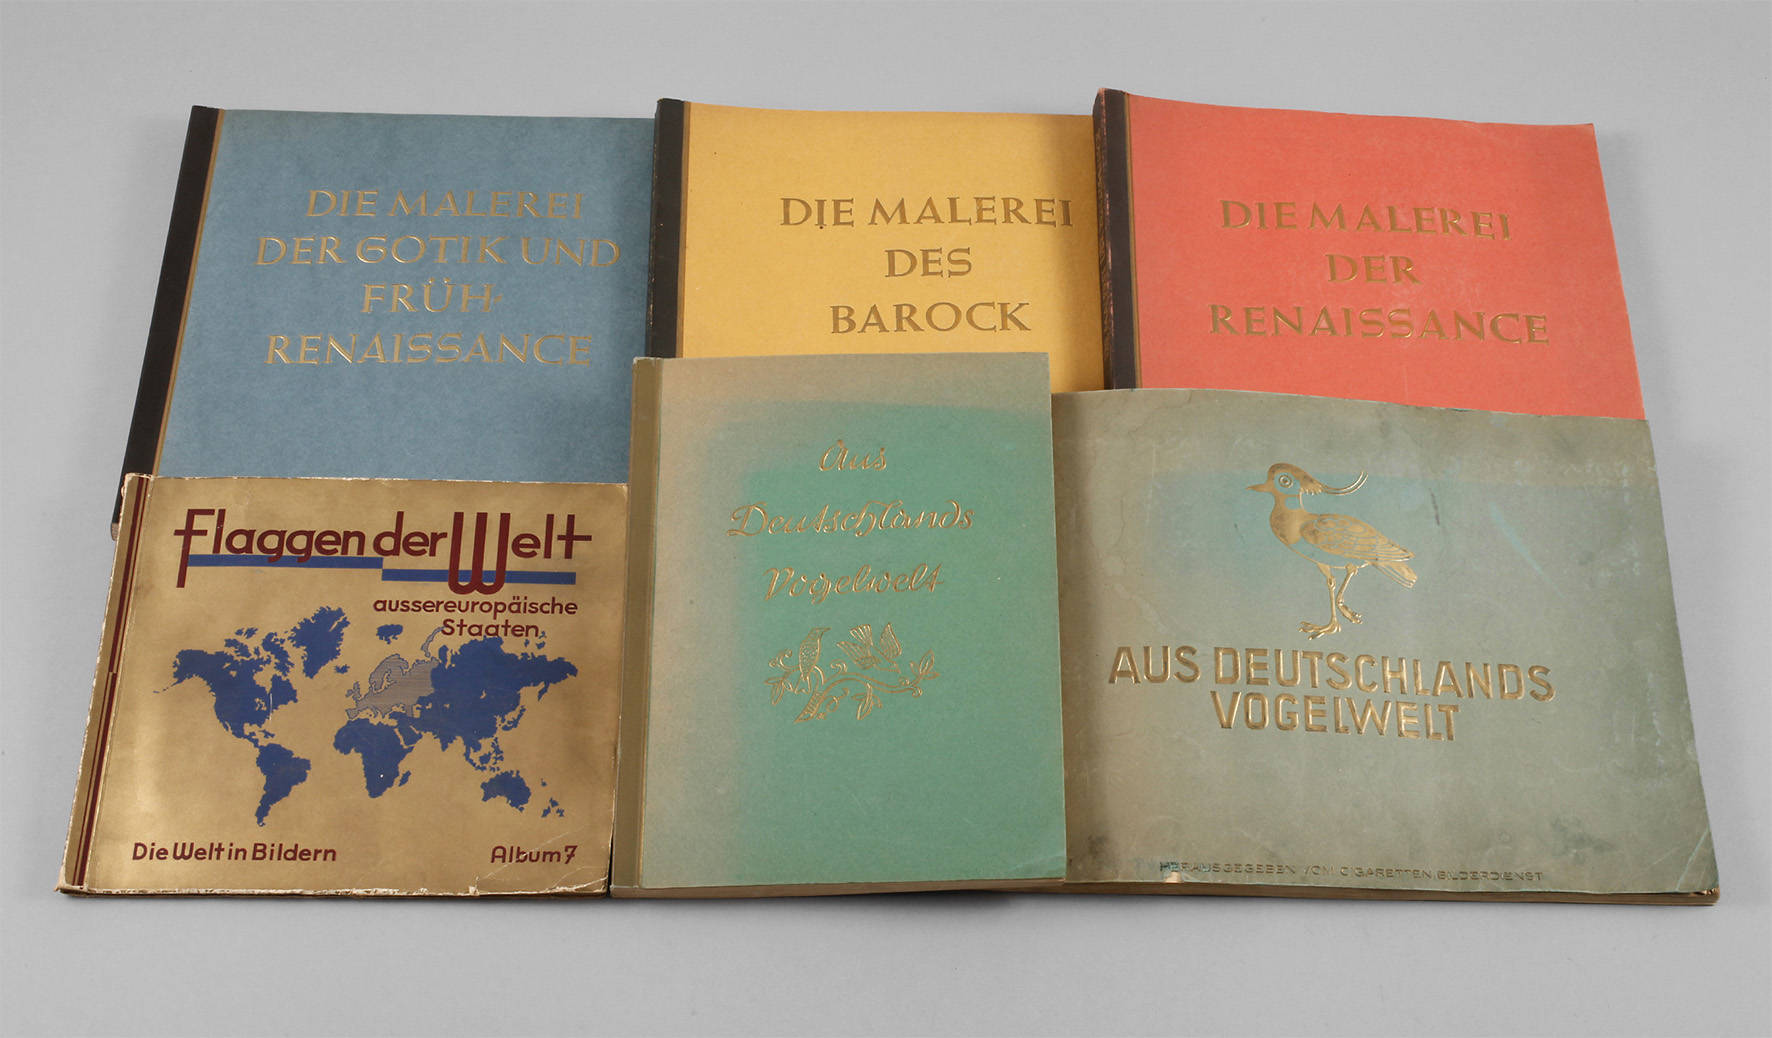 DIE MALEREI
DER GOTIK UND
FRÜH-
RENAISSANCE
DIE MALEREI
DES
BAROCK
DIE MALEREI
DER
RENAISSANCE
Flaggen der Welt
aussereuropäische
Staaten
Die Welt in Bildern
Album 7
Aus
Deutschlands
Vogelwelt
AUS DEUTSCHLANDS
VOGELWELT
HERAUSGEGEBEN VOM CIGARETTEN BILDERDIENST